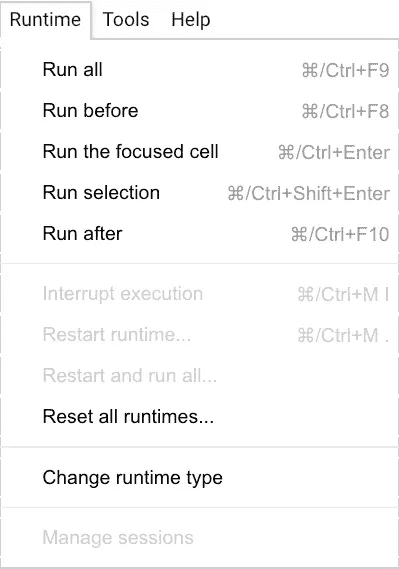 Runtime Tools Help
Run all ⌘/Ctrl+F9
Run before ⌘/Ctrl+F8
Run the focused cell ⌘/Ctrl+Enter
Run selection ⌘/Ctrl+Shift+Enter
Run after ⌘/Ctrl+F10
Interrupt execution ⌘/Ctrl+M I
Restart runtime... ⌘/Ctrl+M .
Restart and run all...
Reset all runtimes...
Change runtime type
Manage sessions